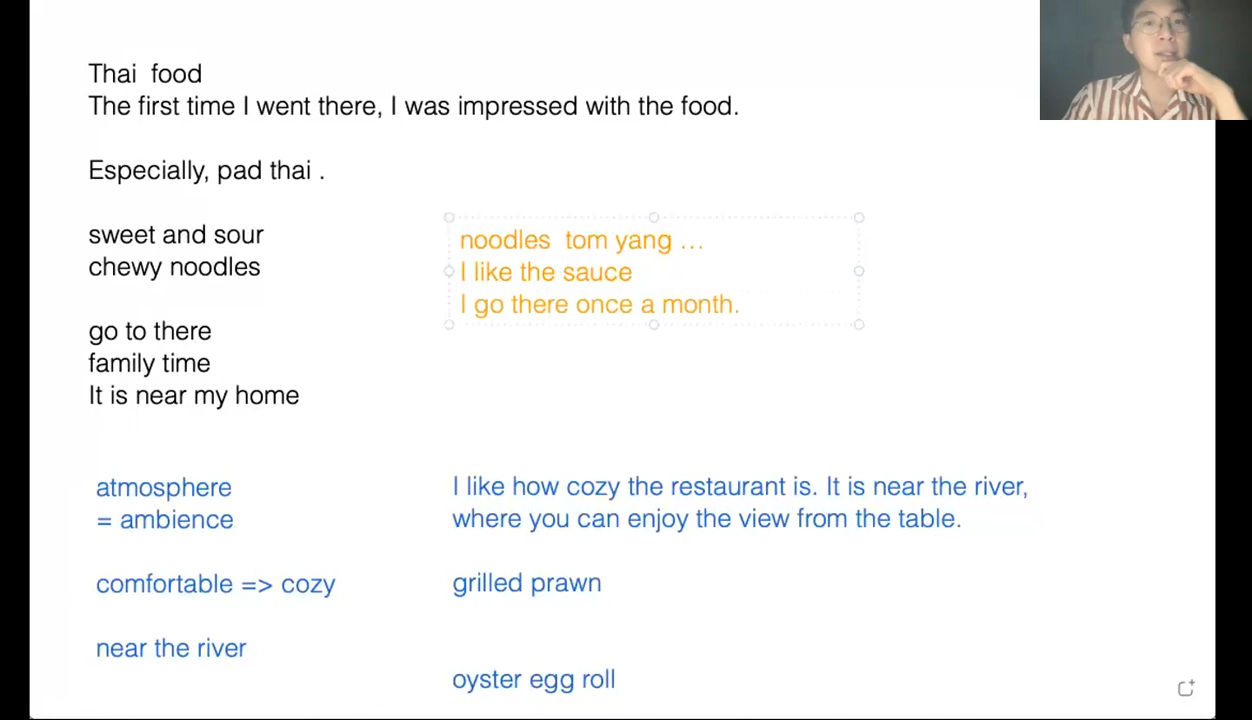 Thai  food
The first time I went there, I was impressed with the food.
Especially, pad thai .
sweet and sour
chewy noodles
go to there
family time
It is near my home
noodles  tom yang ...
I like the sauce
I go there once a month.
atmosphere
= ambience
comfortable => cozy
near the river
I like how cozy the restaurant is. It is near the river,
where you can enjoy the view from the table.
grilled prawn
oyster egg roll